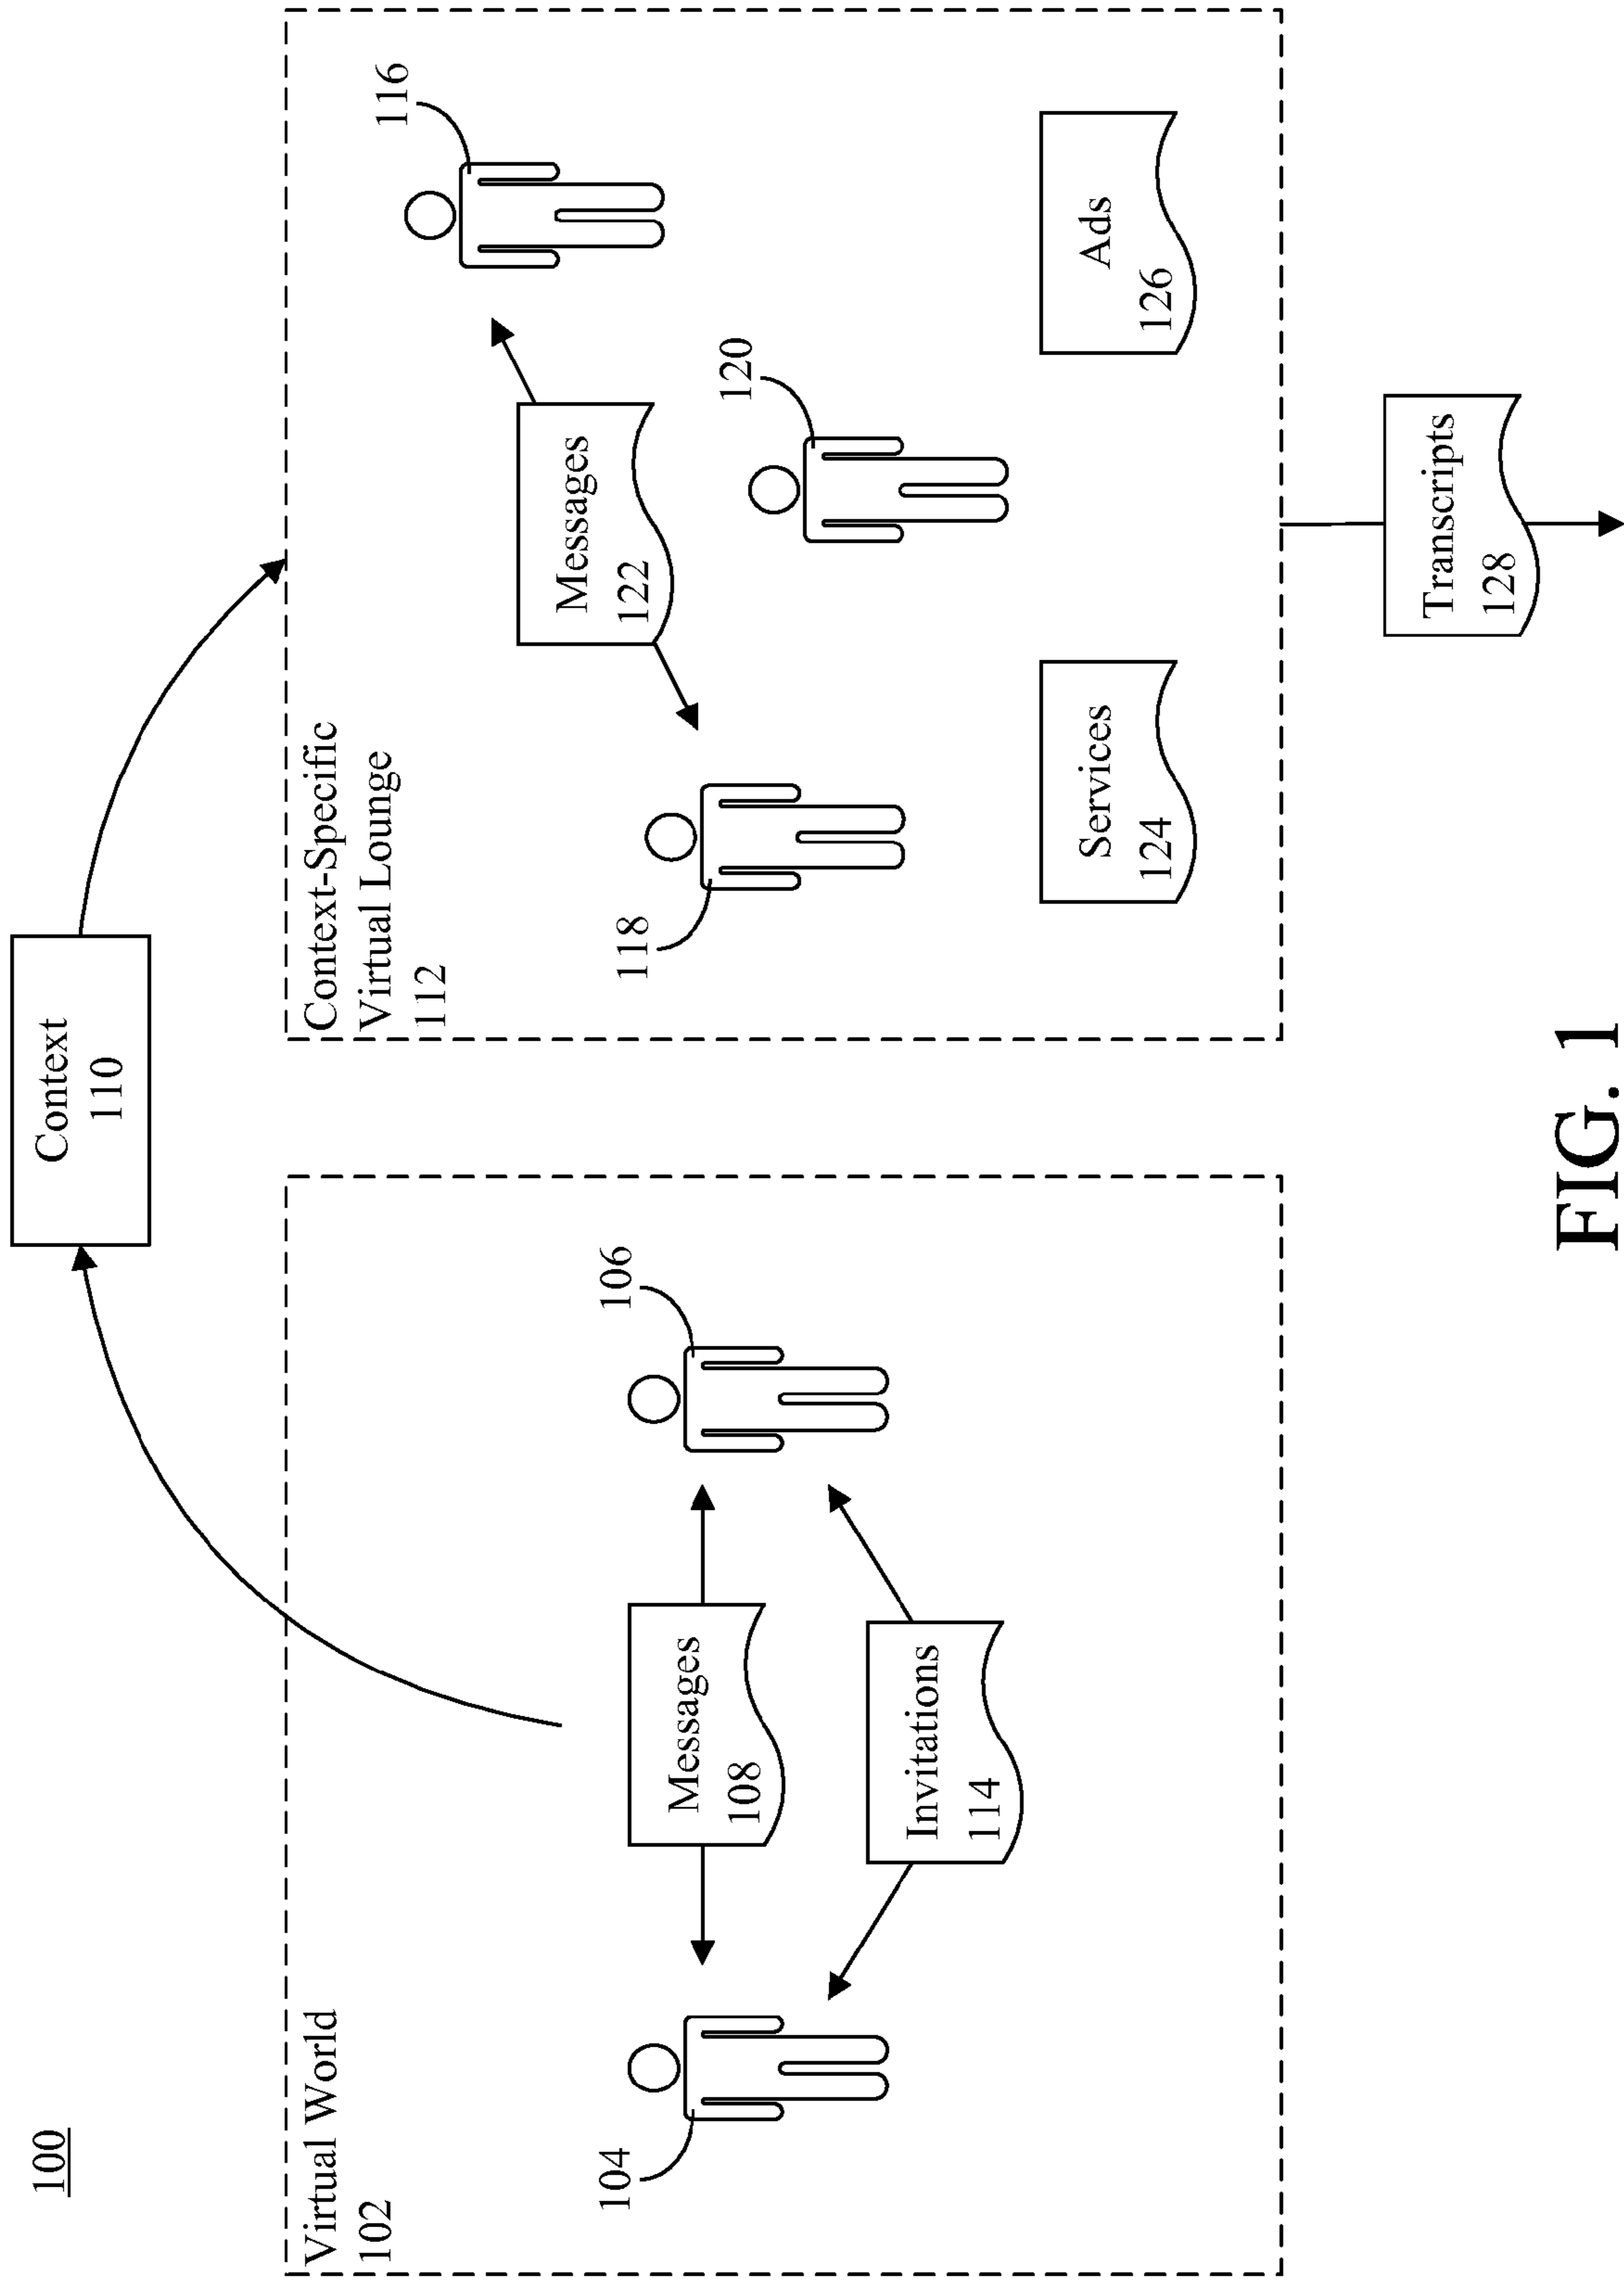 100
Context
110
Virtual World
102
104
Messages
108
106
Invitations
114
Context-Specific
Virtual Lounge
112
116
118
Messages
122
120
Services
124
Ads
126
Transcripts
128
FIG. 1